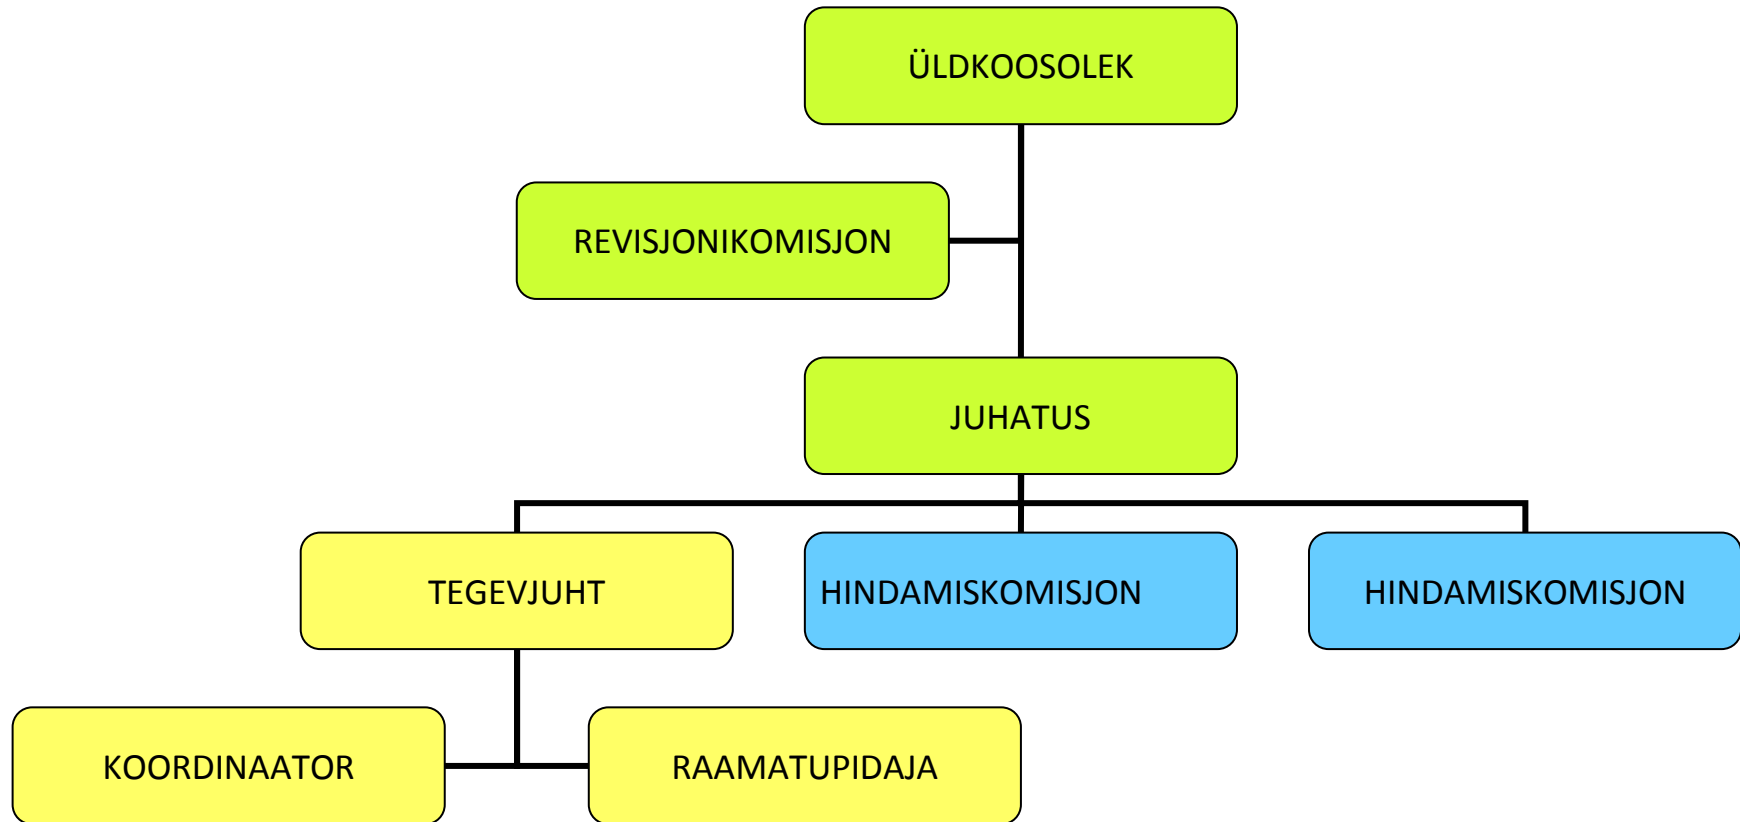 ÜLDKOOSOLEK
REVISJONIKOMISJON
JUHATUS
TEGEVJUHT
HINDAMISKOMISJON
HINDAMISKOMISJON
KOORDINAATOR
RAAMATUPIDAJA